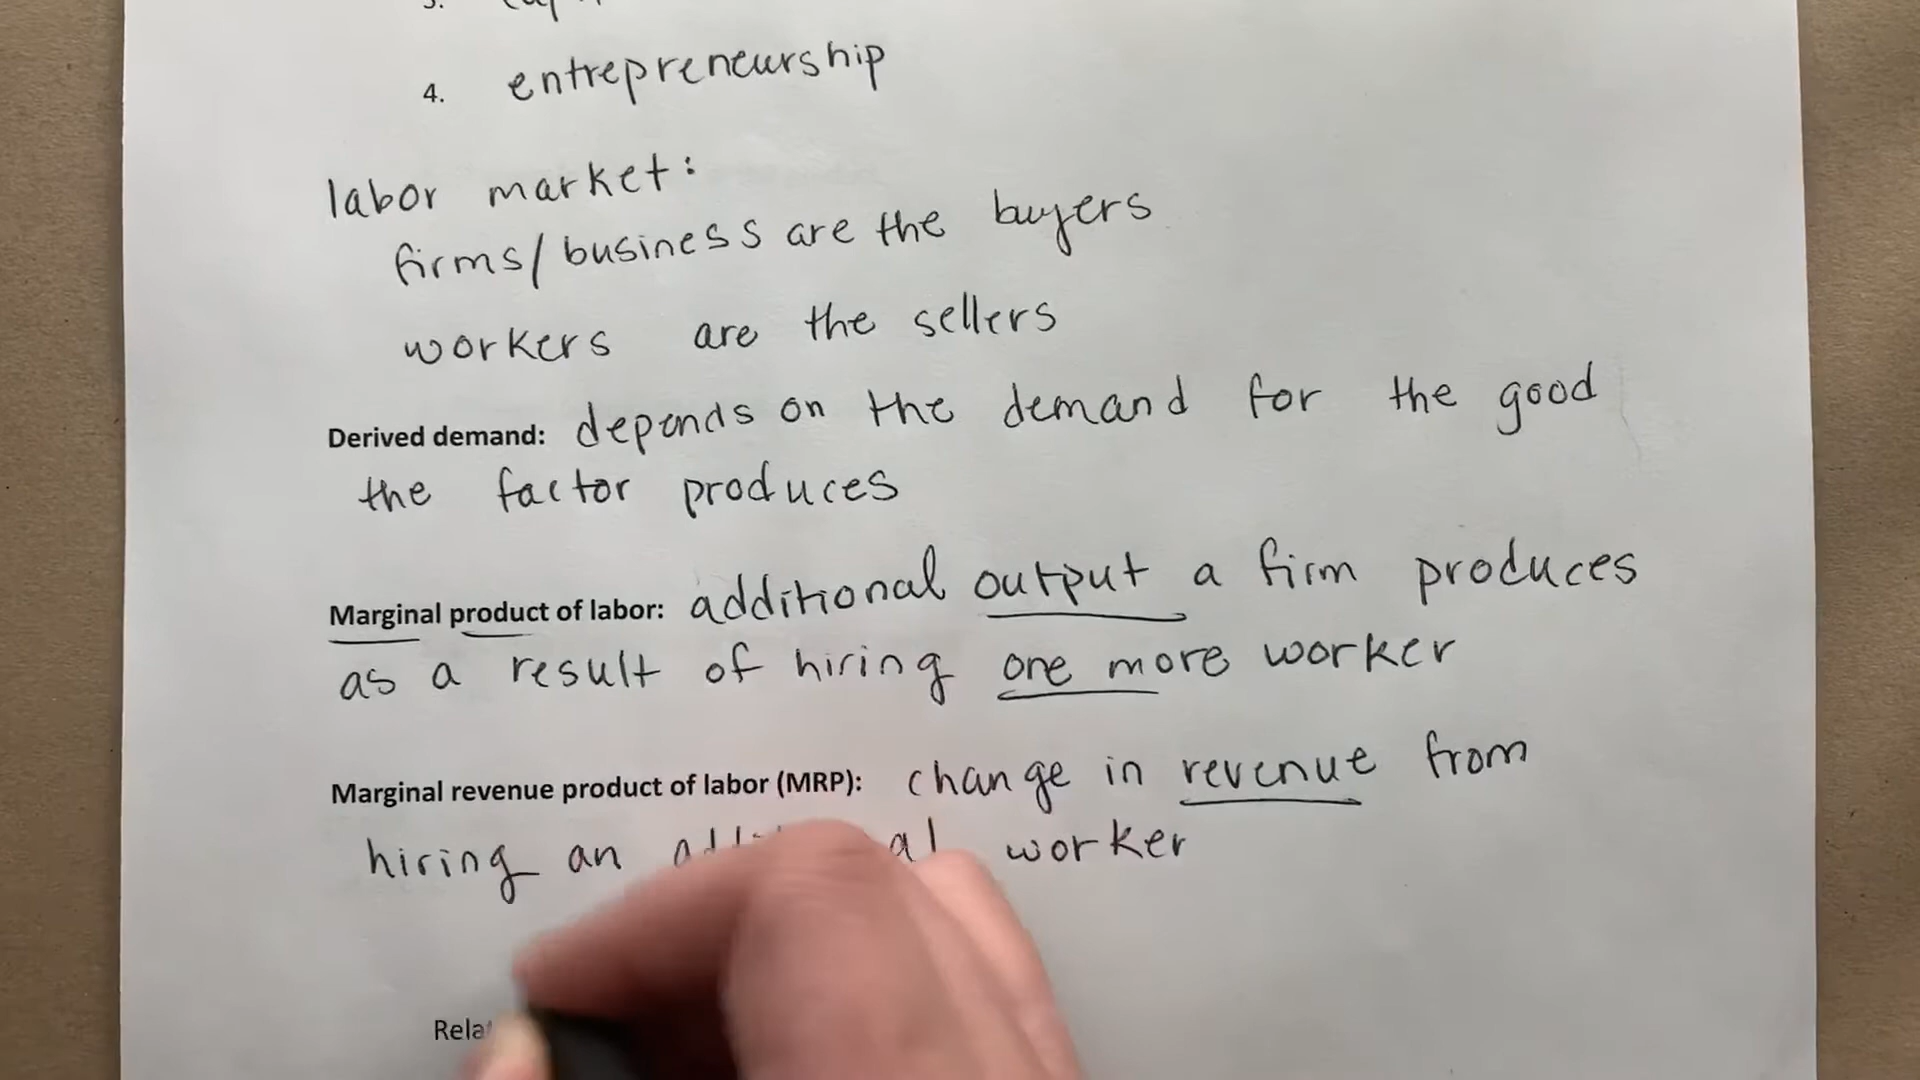 3.
4. entrepreneurship
labor market:
firms/business are the buyers
workers are the sellers
Derived demand: depends on the demand for the good
the factor produces
Marginal product of labor: additional output a firm produces
as a result of hiring one more worker
Marginal revenue product of labor (MRP): change in revenue from
hiring an worker